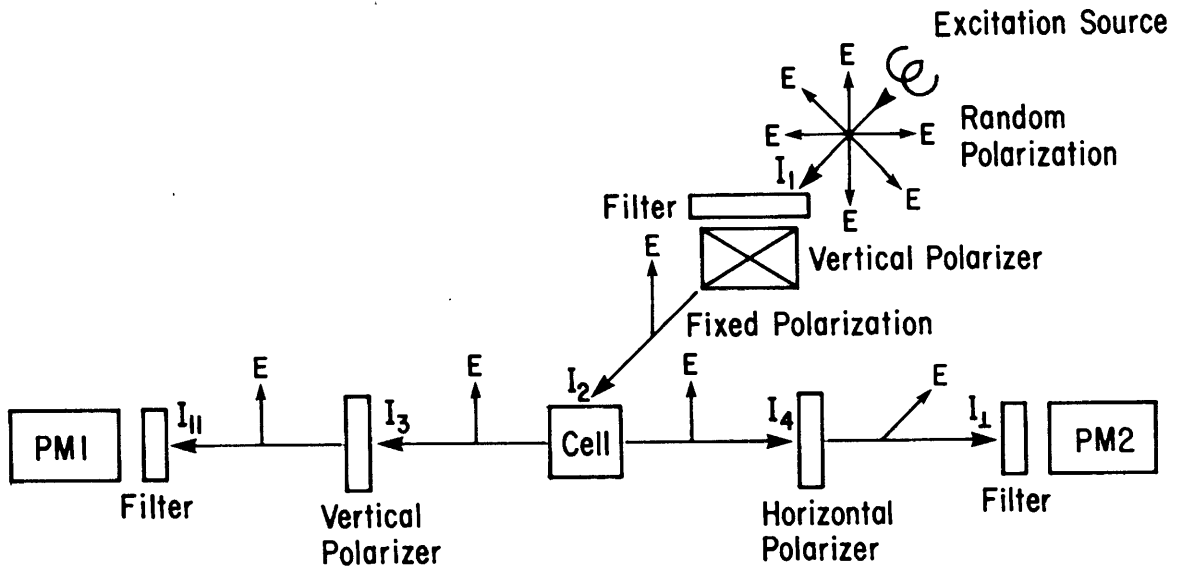 Excitation Source
E
E
E
E
Random
Polarization
I₁
E
E
Filter
E
Vertical Polarizer
Fixed Polarization
E
E
I₂
E
E
PM1
I₁₁
I₃
Cell
I₄
I⊥
PM2
Filter
Vertical
Polarizer
Horizontal
Polarizer
Filter